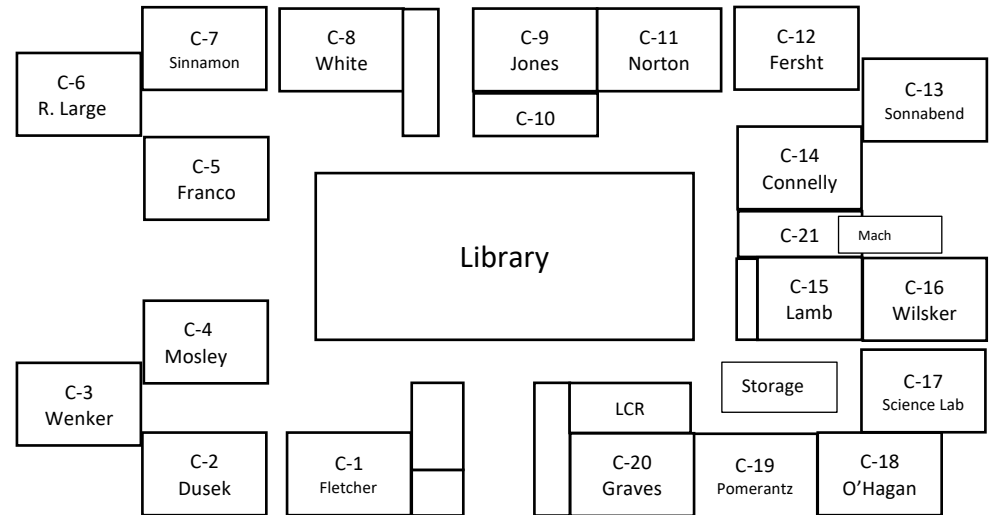 C-7
Sinnamon
C-8
White
C-9
Jones
C-11
Norton
C-12
Fersht
C-6
R. Large
C-13
Sonnabend
C-10
C-5
Franco
C-14
Connelly
Library
C-21
Mach
C-15
Lamb
C-16
Wilsker
C-4
Mosley
C-3
Wenker
Storage
C-17
Science Lab
LCR
C-2
Dusek
C-1
Fletcher
C-20
Graves
C-19
Pomerantz
C-18
O’Hagan